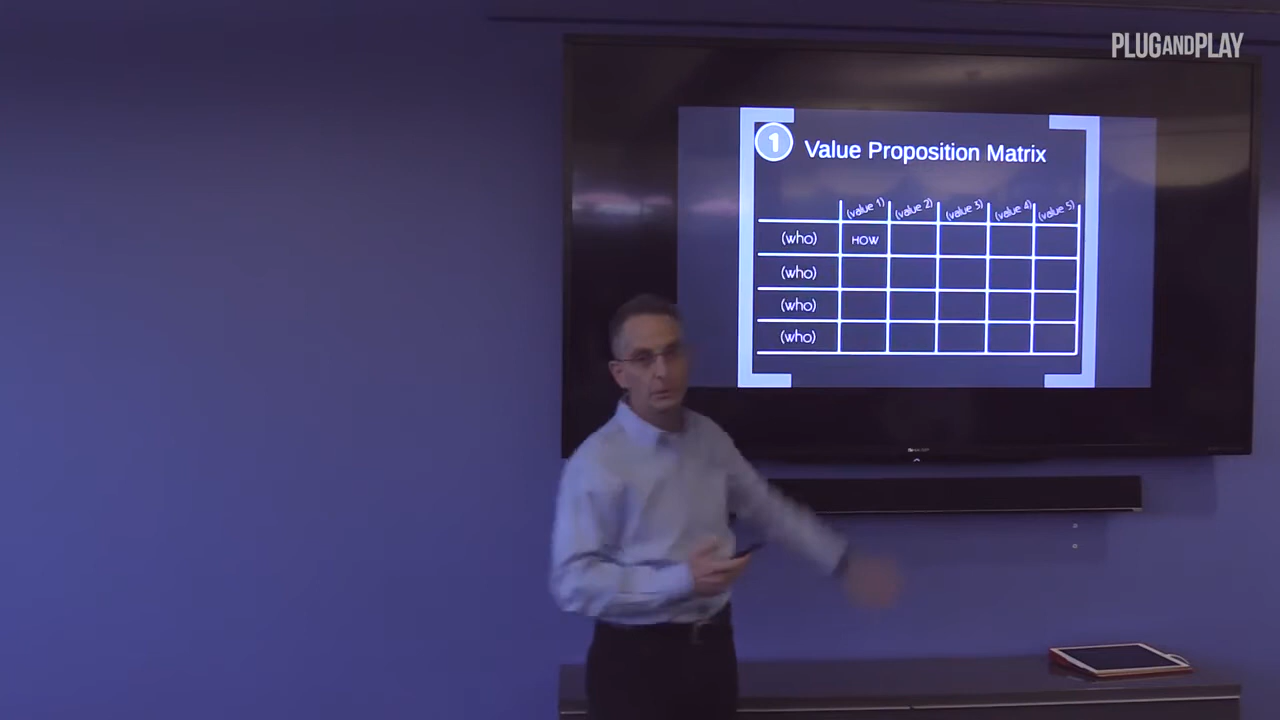 PLUGANDPLAY
1 Value Proposition Matrix
(value 1) (value 2) (value 3) (value 4) (value 5)
(who) HOW
(who)
(who)
(who)